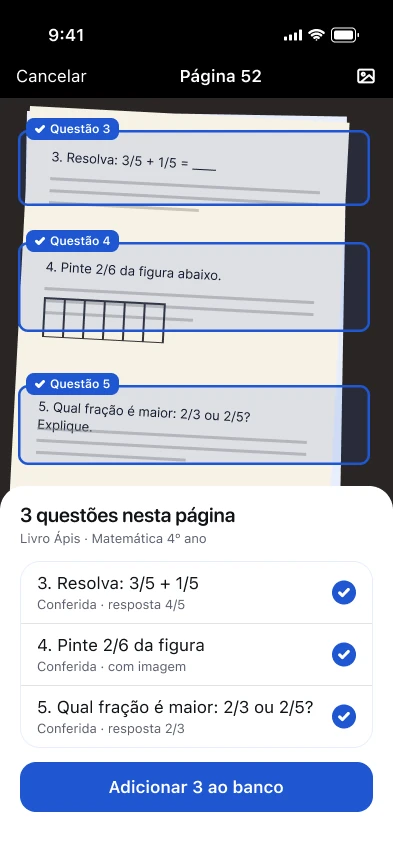 9:41
Cancelar
Página 52
Questão 3
3. Resolva: 3/5 + 1/5 = ___
Questão 4
4. Pinte 2/6 da figura abaixo.
Questão 5
5. Qual fração é maior: 2/3 ou 2/5?
Explique.
3 questões nesta página
Livro Ápis · Matemática 4º ano
3. Resolva: 3/5 + 1/5
Conferida · resposta 4/5
4. Pinte 2/6 da figura
Conferida · com imagem
5. Qual fração é maior: 2/3 ou 2/5?
Conferida · resposta 2/3
Adicionar 3 ao banco